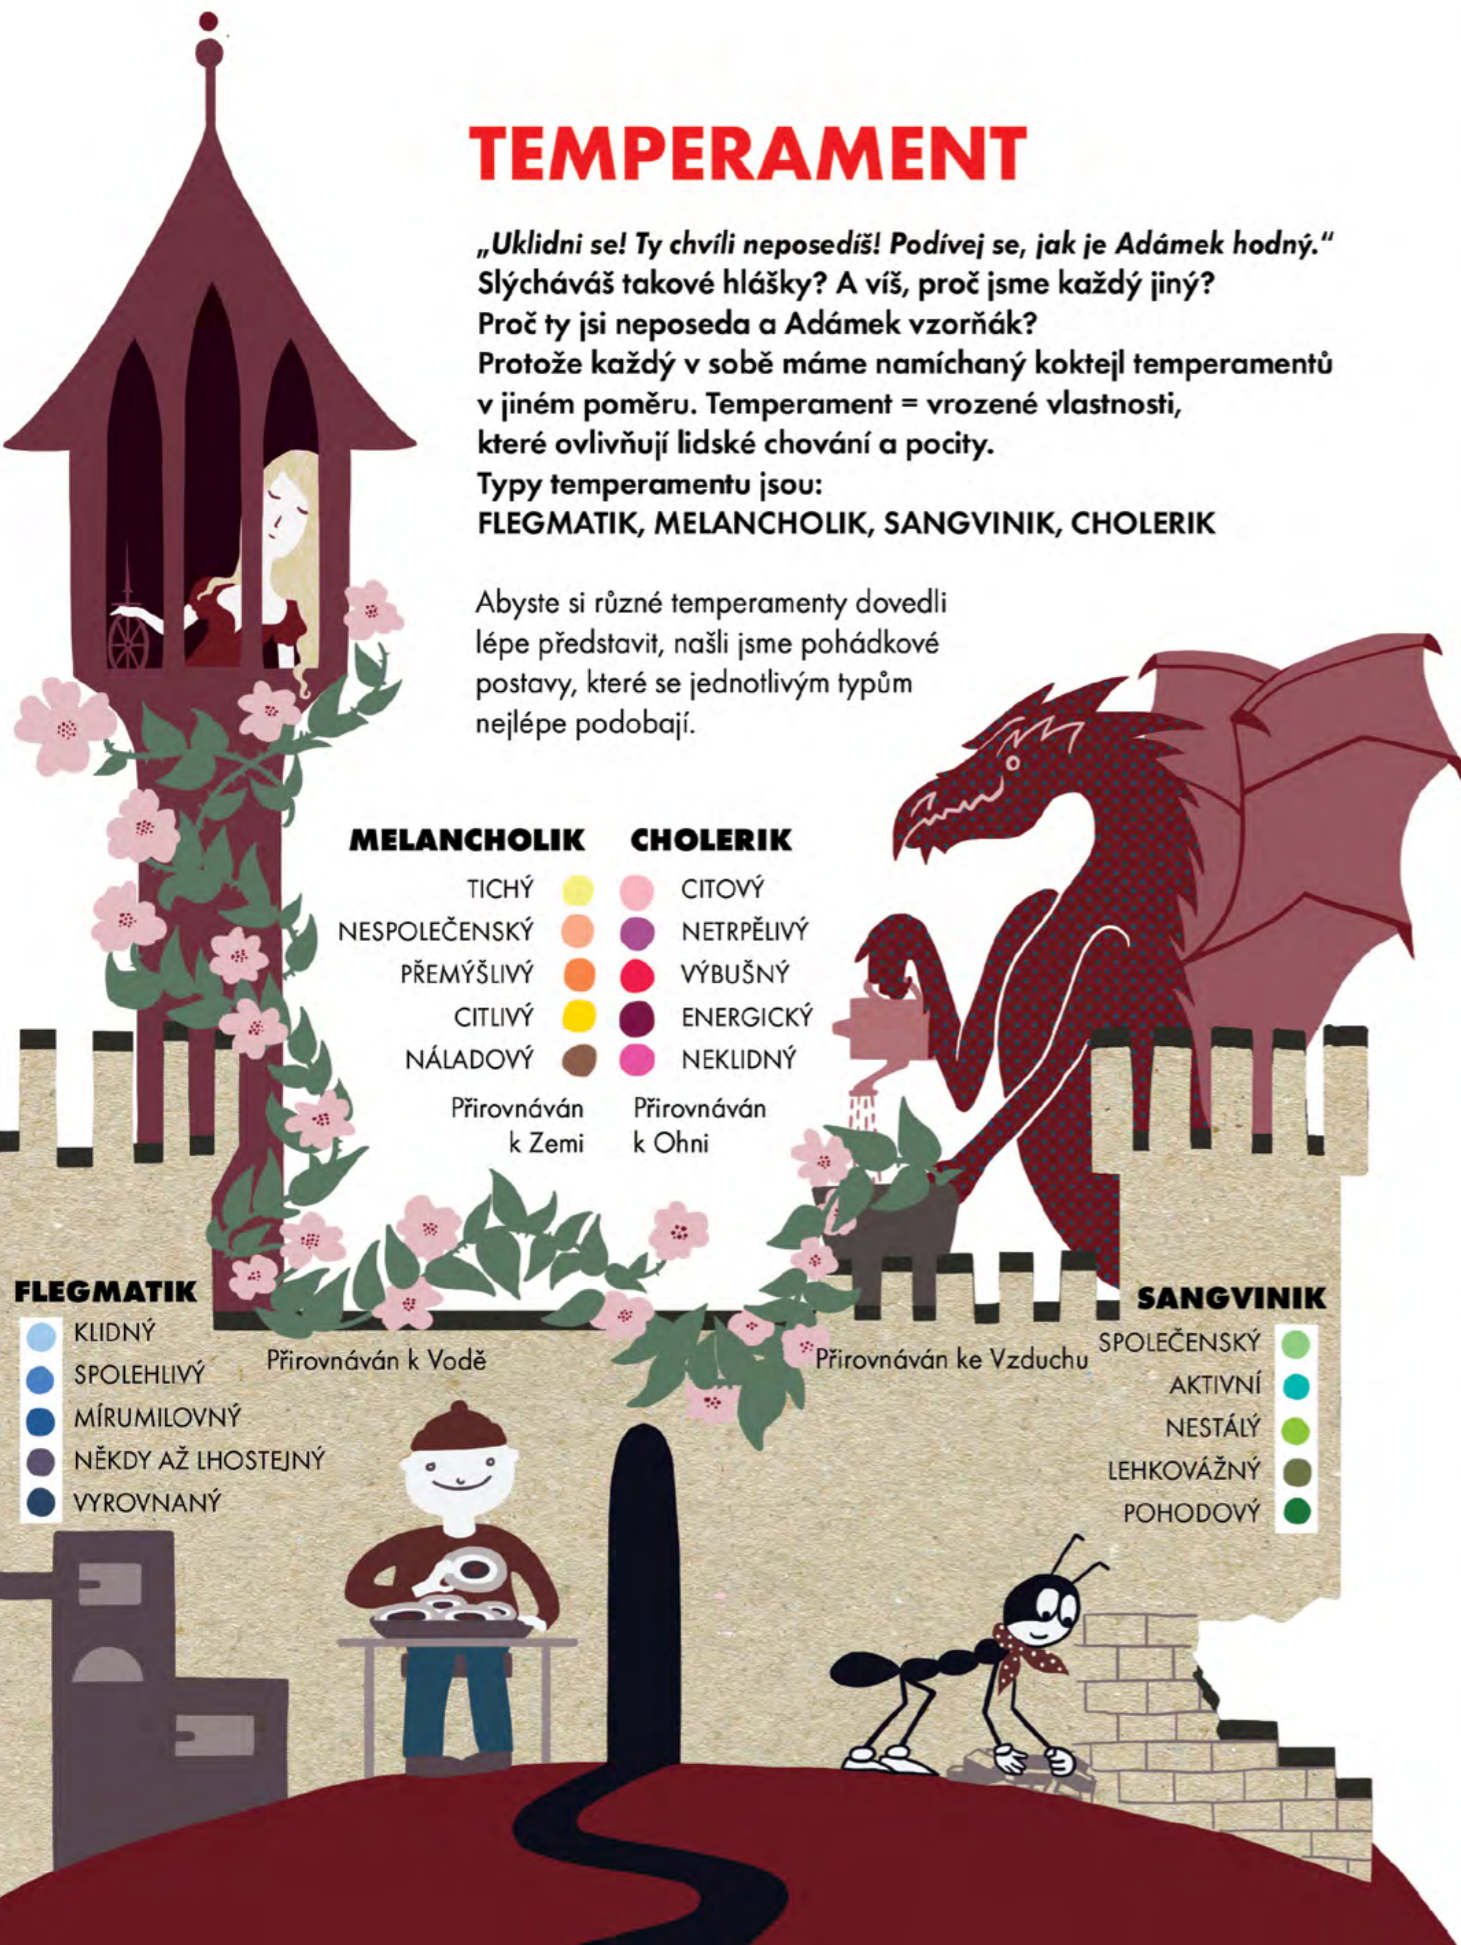 TEMPERAMENT
„Uklidni se! Ty chvíli neposedíš! Podívej se, jak je Adámek hodný.“
Slýcháváš takové hlášky? A víš, proč jsme každý jiný?
Proč ty jsi neposeda a Adámek vzorňák?
Protože každý v sobě máme namíchaný koktejl temperamentů
v jiném poměru. Temperament = vrozené vlastnosti,
které ovlivňují lidské chování a pocity.
Typy temperamentu jsou:
FLEGMATIK, MELANCHOLIK, SANGVINIK, CHOLERIK
Abyste si různé temperamenty dovedli
lépe představit, našli jsme pohádkové
postavy, které se jednotlivým typům
nejlépe podobají.
MELANCHOLIK
TICHÝ
NESPOLEČENSKÝ
PŘEMÝŠLIVÝ
CITLIVÝ
NÁLADOVÝ
Přirovnáván
k Zemi
CHOLERIK
CITOVÝ
NETRPĚLIVÝ
VÝBUŠNÝ
ENERGICKÝ
NEKLIDNÝ
Přirovnáván
k Ohni
FLEGMATIK
KLIDNÝ
SPOLEHLIVÝ
MÍRUMILOVNÝ
NĚKDY AŽ LHOSTEJNÝ
VYROVNANÝ
Přirovnáván k Vodě
Přirovnáván ke Vzduchu
SANGVINIK
SPOLEČENSKÝ
AKTIVNÍ
NESTÁLÝ
LEHKOVÁŽNÝ
POHODOVÝ